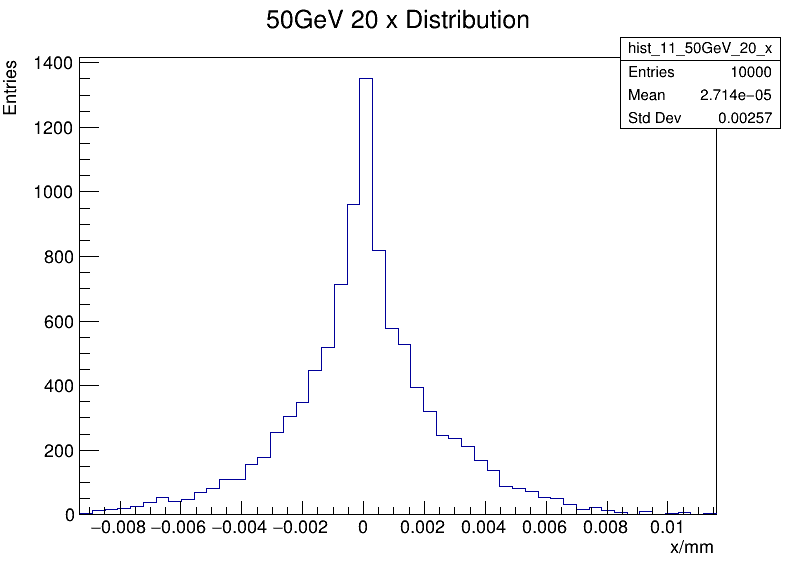 50GeV 20 x Distribution
hist_11_50GeV_20_x
Entries 10000
Mean 2.714e−05
Std Dev 0.00257
Entries
1400
1200
1000
800
600
400
200
0
−0.008 −0.006 −0.004 −0.002 0 0.002 0.004 0.006 0.008 0.01
x/mm